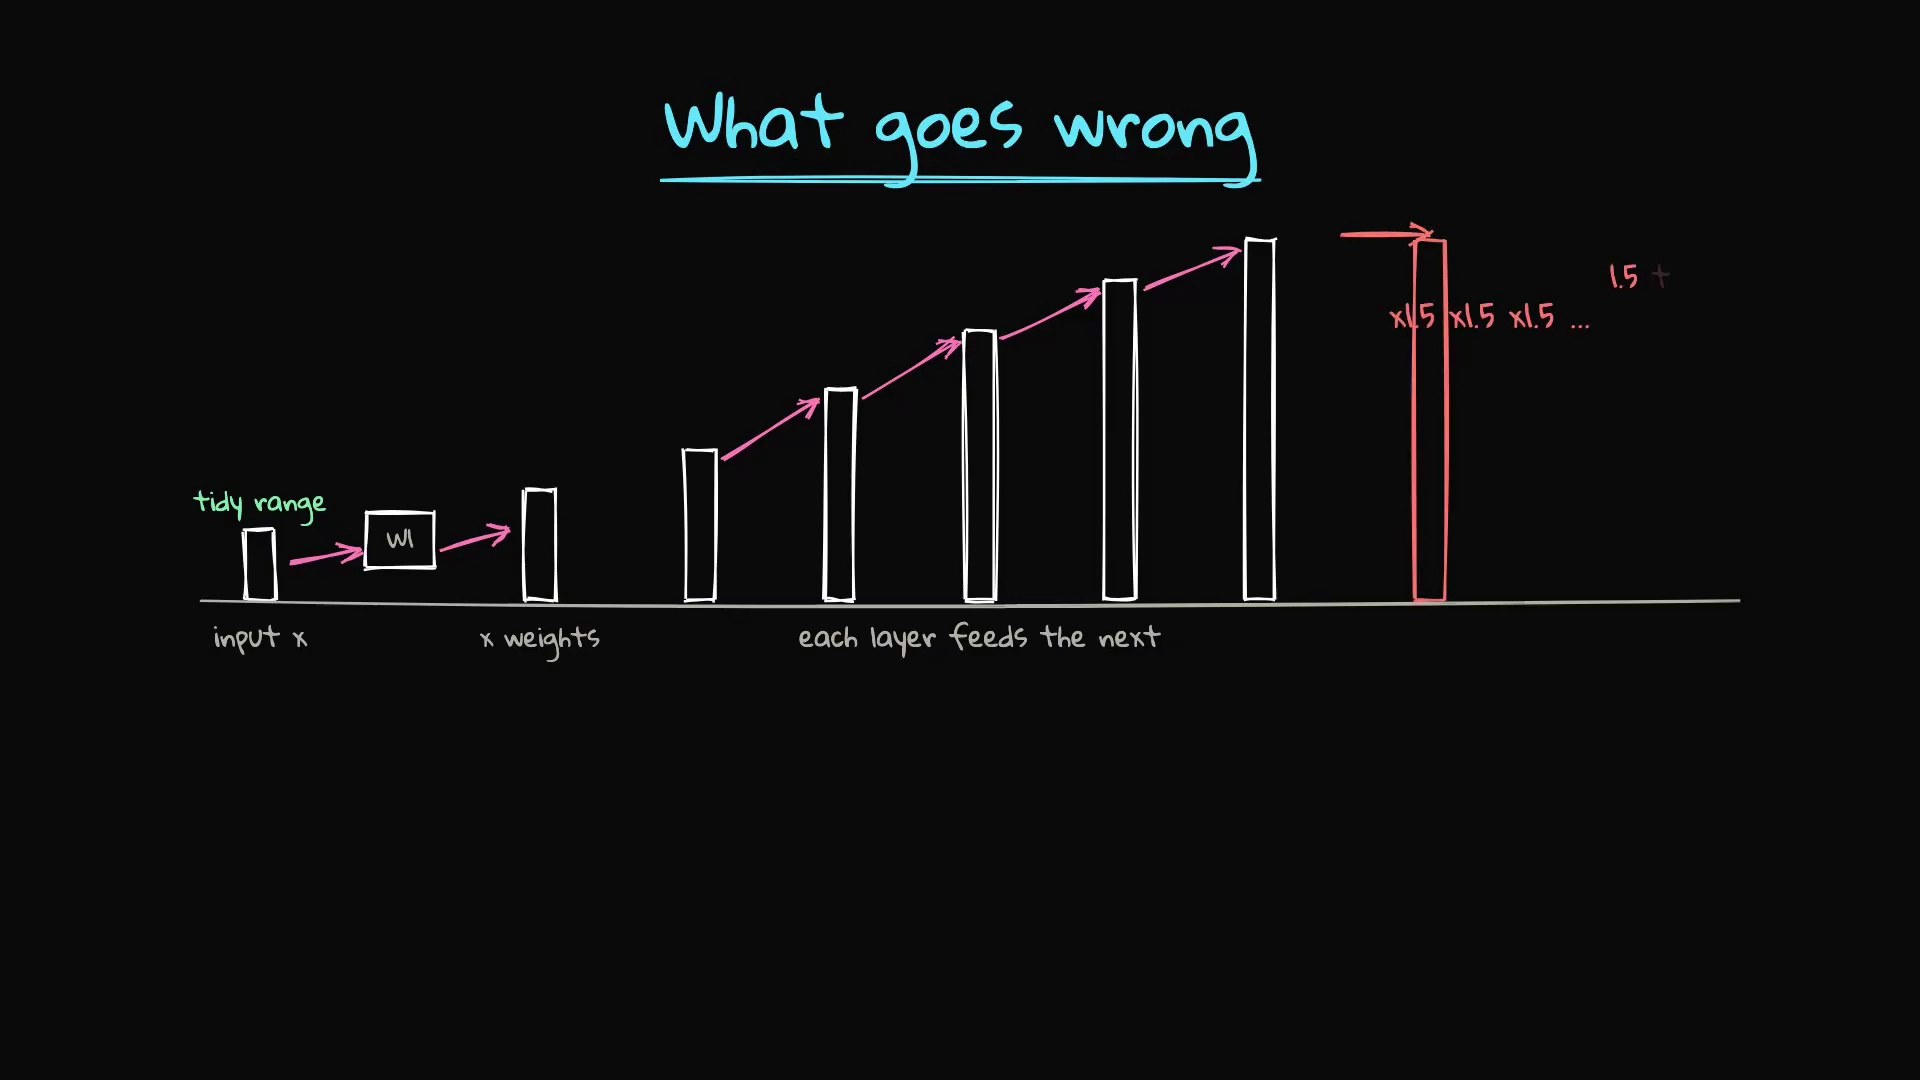 What goes wrong
1.5 +
x1.5 x1.5 x1.5 ...
tidy range
W1
input x
x weights
each layer feeds the next